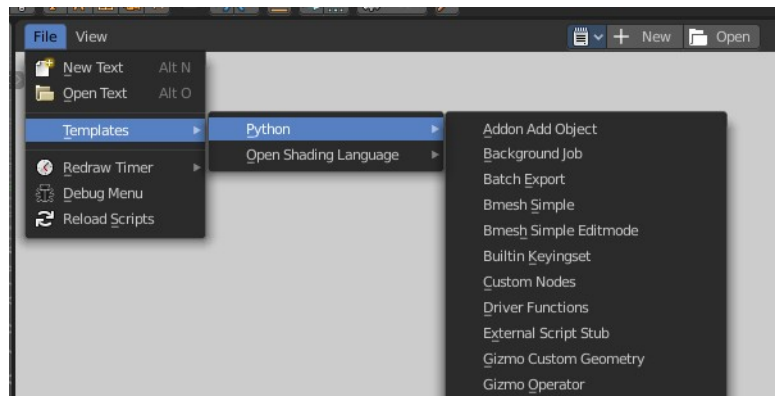 File View
New Open
New Text Alt N
Open Text Alt O
Templates
Redraw Timer
Debug Menu
Reload Scripts
Python
Open Shading Language
Addon Add Object
Background Job
Batch Export
Bmesh Simple
Bmesh Simple Editmode
Builtin Keyingset
Custom Nodes
Driver Functions
External Script Stub
Gizmo Custom Geometry
Gizmo Operator